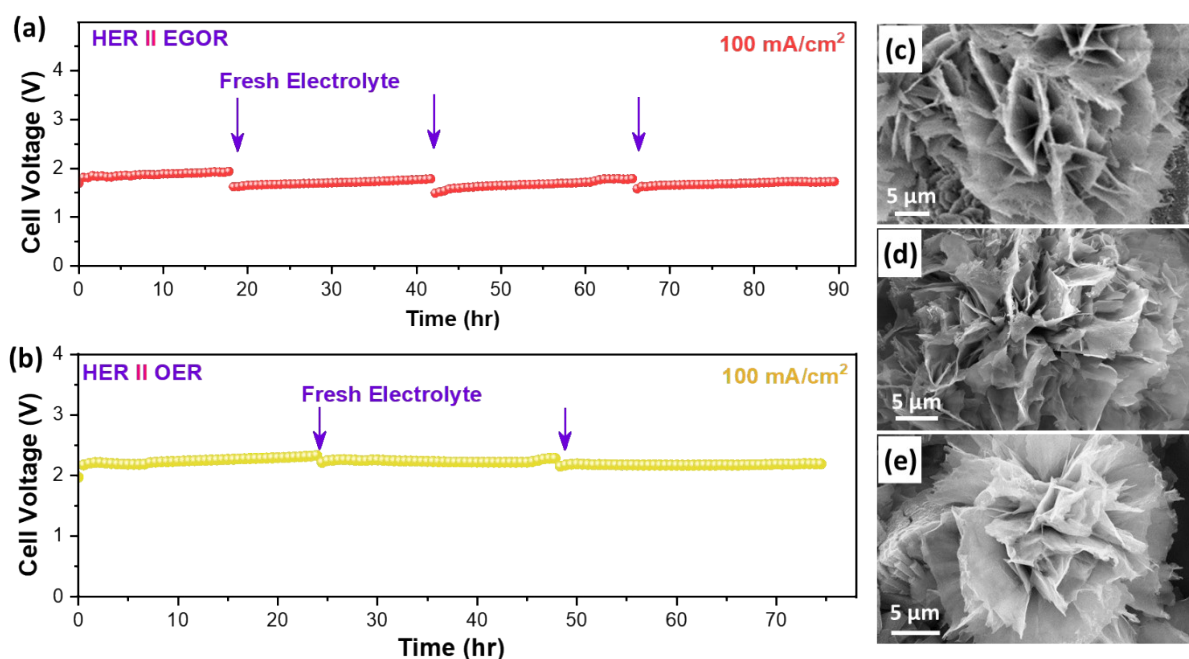 (a)
HER II EGOR
100 mA/cm²
Fresh Electrolyte
Cell Voltage (V)
4
3
2
1
0
0 10 20 30 40 50 60 70 80 90
Time (hr)
(b)
HER II OER
100 mA/cm²
Fresh Electrolyte
Cell Voltage (V)
4
3
2
1
0
0 10 20 30 40 50 60 70
Time (hr)
(c)
5 µm
(d)
5 µm
(e)
5 µm